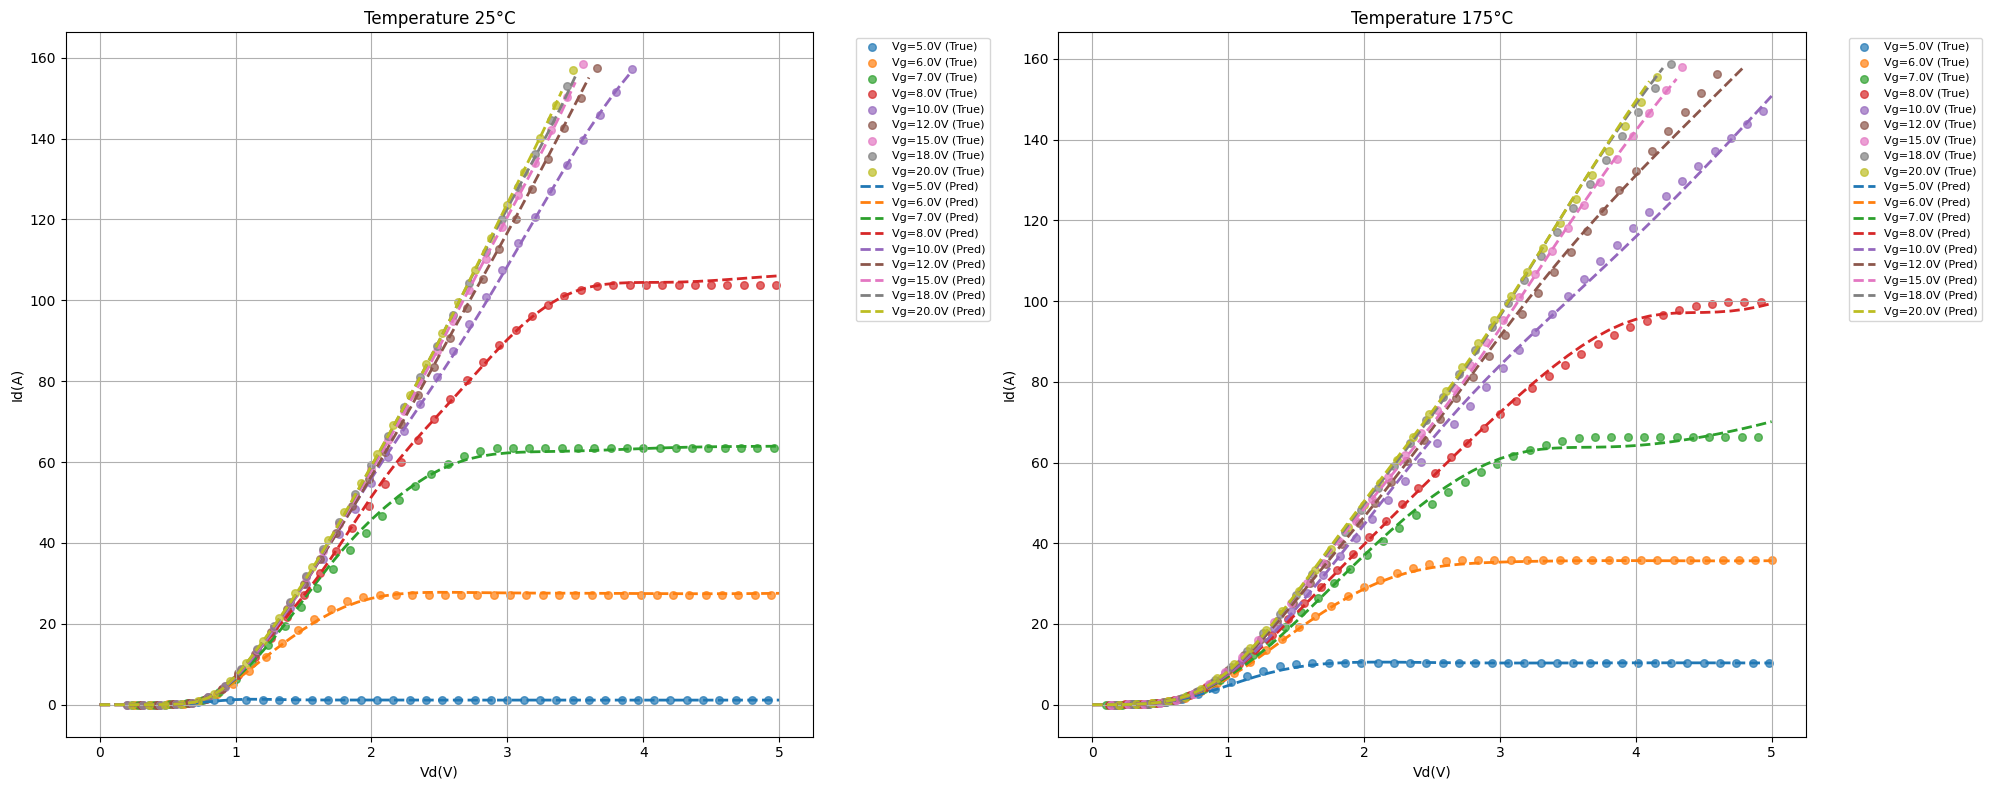 Temperature 25°C
160
140
120
100
80
60
40
20
0
Id(A)
0 1 2 3 4 5
Vd(V)
Vg=5.0V (True)
Vg=6.0V (True)
Vg=7.0V (True)
Vg=8.0V (True)
Vg=10.0V (True)
Vg=12.0V (True)
Vg=15.0V (True)
Vg=18.0V (True)
Vg=20.0V (True)
Vg=5.0V (Pred)
Vg=6.0V (Pred)
Vg=7.0V (Pred)
Vg=8.0V (Pred)
Vg=10.0V (Pred)
Vg=12.0V (Pred)
Vg=15.0V (Pred)
Vg=18.0V (Pred)
Vg=20.0V (Pred)
Temperature 175°C
160
140
120
100
80
60
40
20
0
Id(A)
0 1 2 3 4 5
Vd(V)
Vg=5.0V (True)
Vg=6.0V (True)
Vg=7.0V (True)
Vg=8.0V (True)
Vg=10.0V (True)
Vg=12.0V (True)
Vg=15.0V (True)
Vg=18.0V (True)
Vg=20.0V (True)
Vg=5.0V (Pred)
Vg=6.0V (Pred)
Vg=7.0V (Pred)
Vg=8.0V (Pred)
Vg=10.0V (Pred)
Vg=12.0V (Pred)
Vg=15.0V (Pred)
Vg=18.0V (Pred)
Vg=20.0V (Pred)